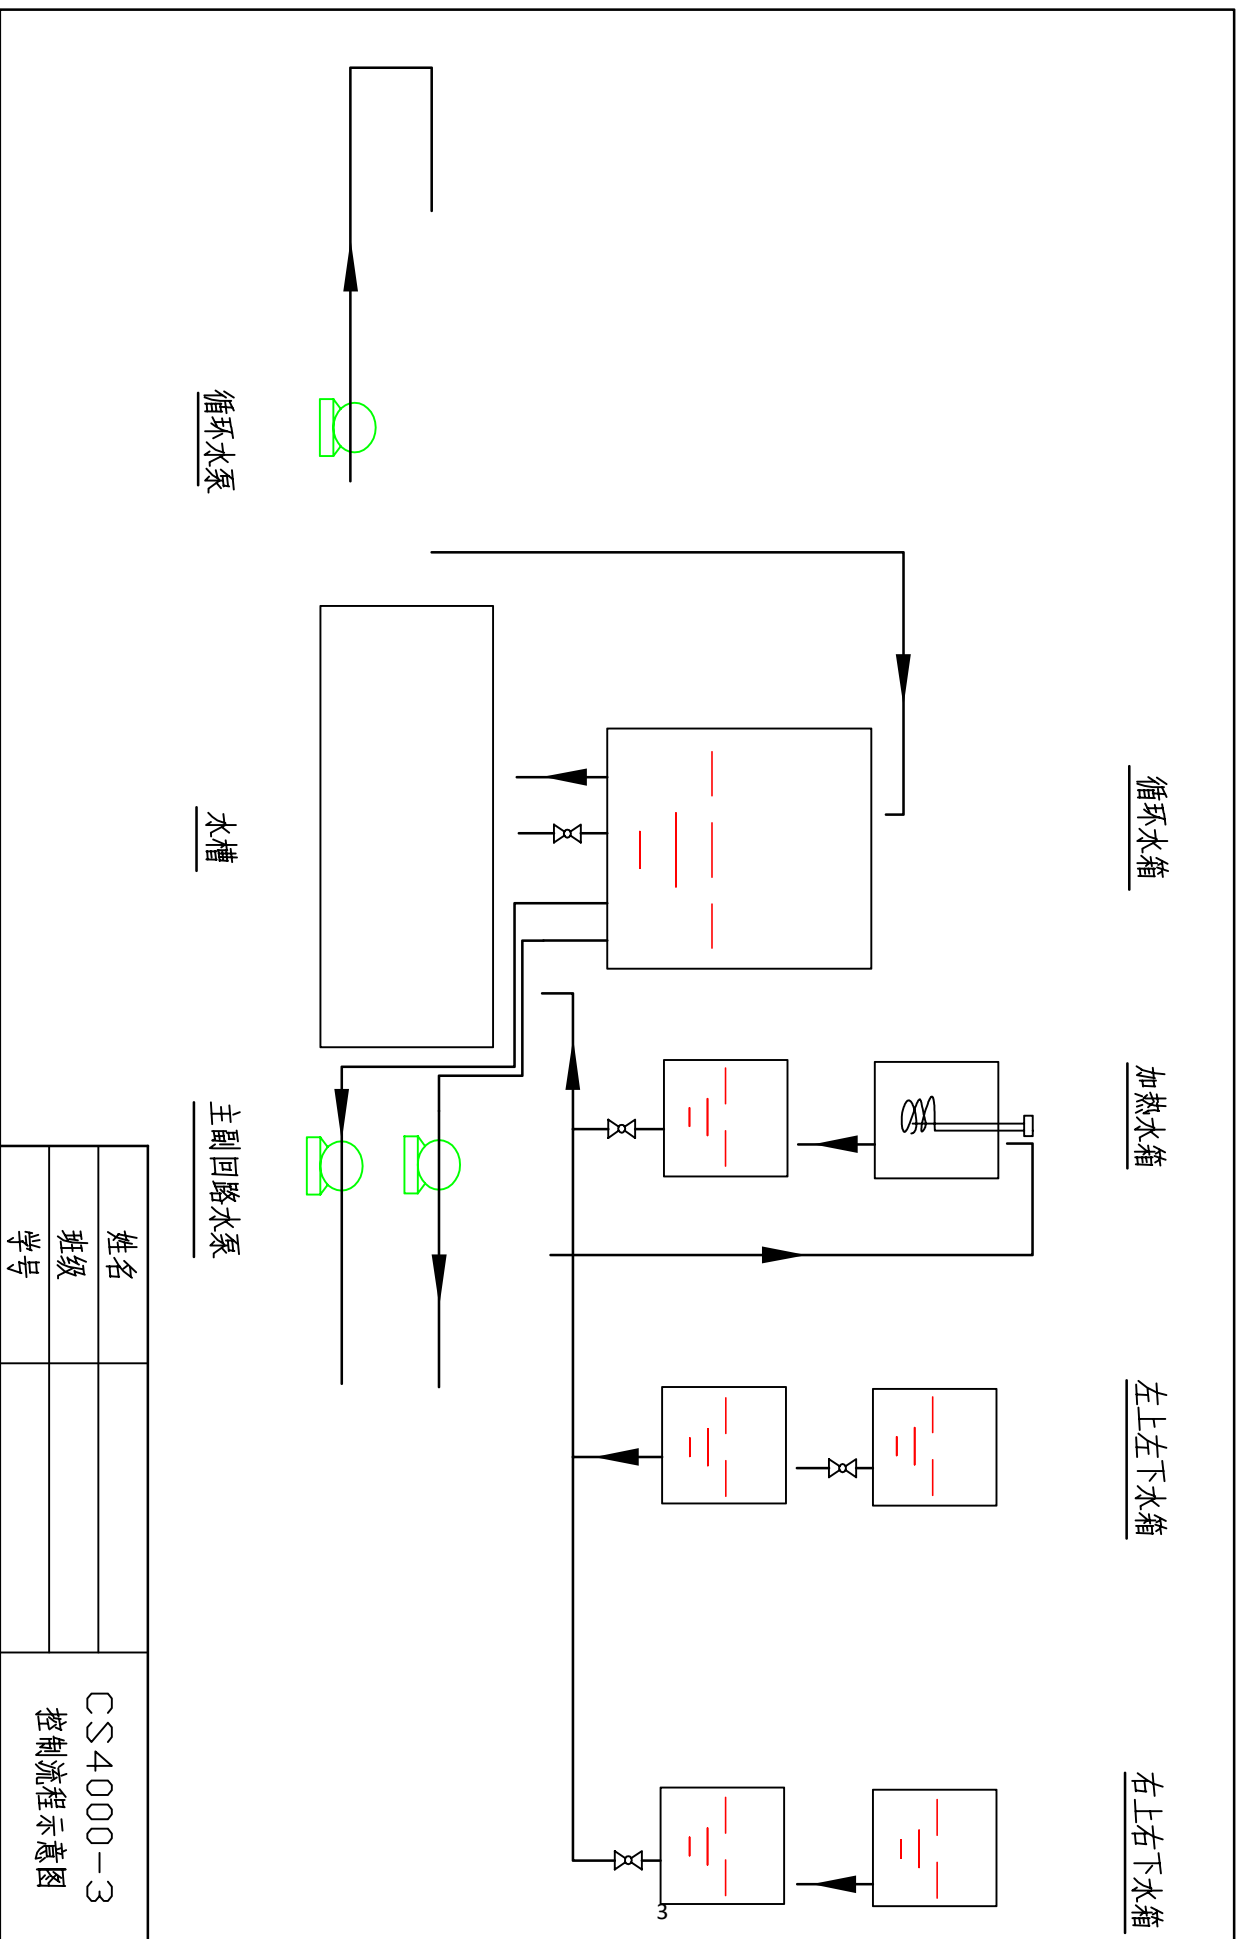 循环水箱
加热水箱
左上左下水箱
右上右下水箱
循环水泵
水槽
主副回路水泵
姓名
班级
学号
CS4000-3
控制流程示意图
3